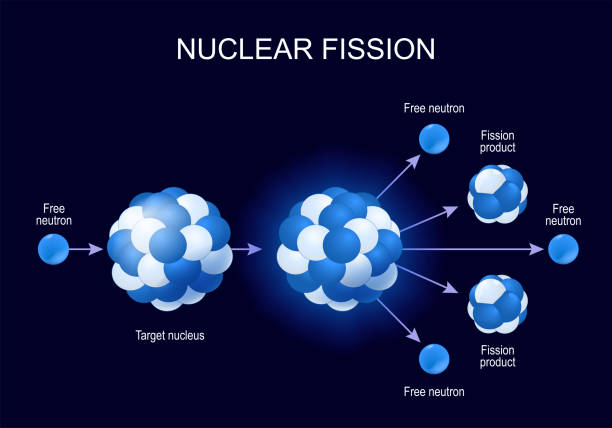 NUCLEAR FISSION
Free neutron
Fission
product
Free
neutron
Free
neutron
Target nucleus
Fission
product
Free neutron